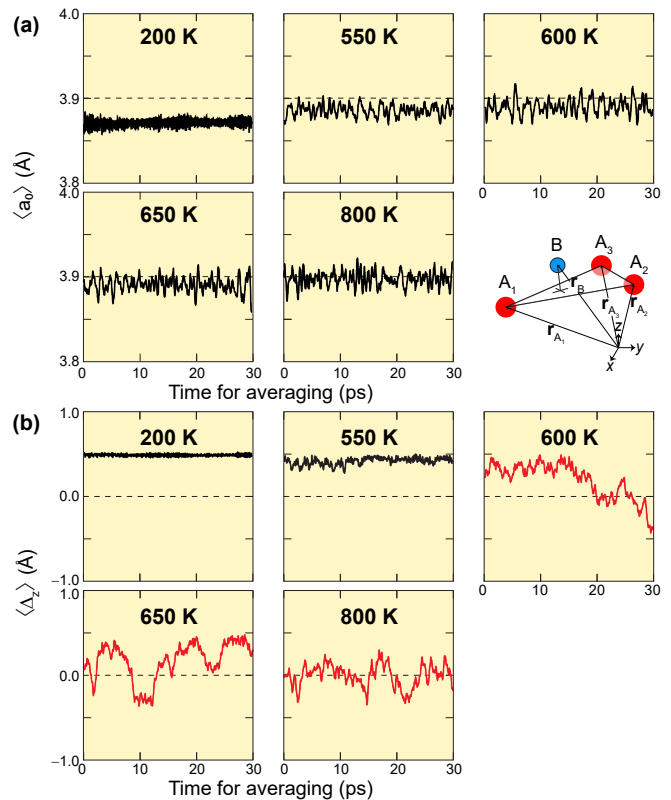 (a)
200 K
550 K
600 K
4.0
3.9
3.8
0 10 20 30
⟨a₀⟩ (Å)
650 K
800 K
4.0
3.9
3.8
0 10 20 30
0 10 20 30
Time for averaging (ps)
B
A₃
A₂
A₁
r_B
r_A₃
r_A₂
r_A₁
z
y
x
(b)
200 K
550 K
600 K
1.0
0.0
−1.0
0 10 20 30
⟨Δ_z⟩ (Å)
650 K
800 K
1.0
0.0
−1.0
0 10 20 30
0 10 20 30
Time for averaging (ps)